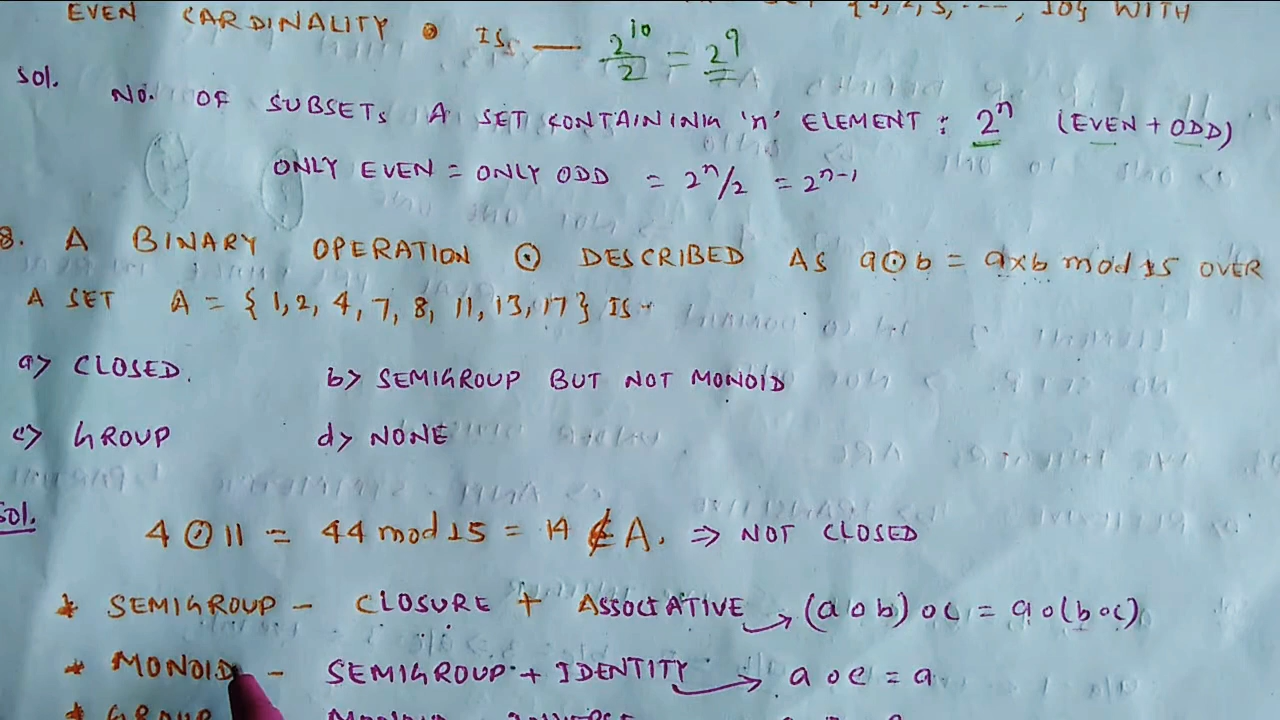 EVEN CARDINALITY IS — 2^10/2 = 2^9
Sol. NO. OF SUBSETS A SET CONTAINING 'n' ELEMENT : 2^n (EVEN + ODD)
ONLY EVEN = ONLY ODD = 2^n/2 = 2^n-1
8. A BINARY OPERATION ⊙ DESCRIBED AS a⊙b = a×b mod 15 OVER
A SET A = {1, 2, 4, 7, 8, 11, 13, 17} IS -
a> CLOSED. b> SEMIGROUP BUT NOT MONOID
c> GROUP d> NONE
Sol.
4 ⊙ 11 = 44 mod 15 = 14 ∉ A. ⇒ NOT CLOSED
* SEMIGROUP - CLOSURE + ASSOCIATIVE → (a o b) o c = a o (b o c)
* MONOID - SEMIGROUP + IDENTITY → a o e = a
* GROUP